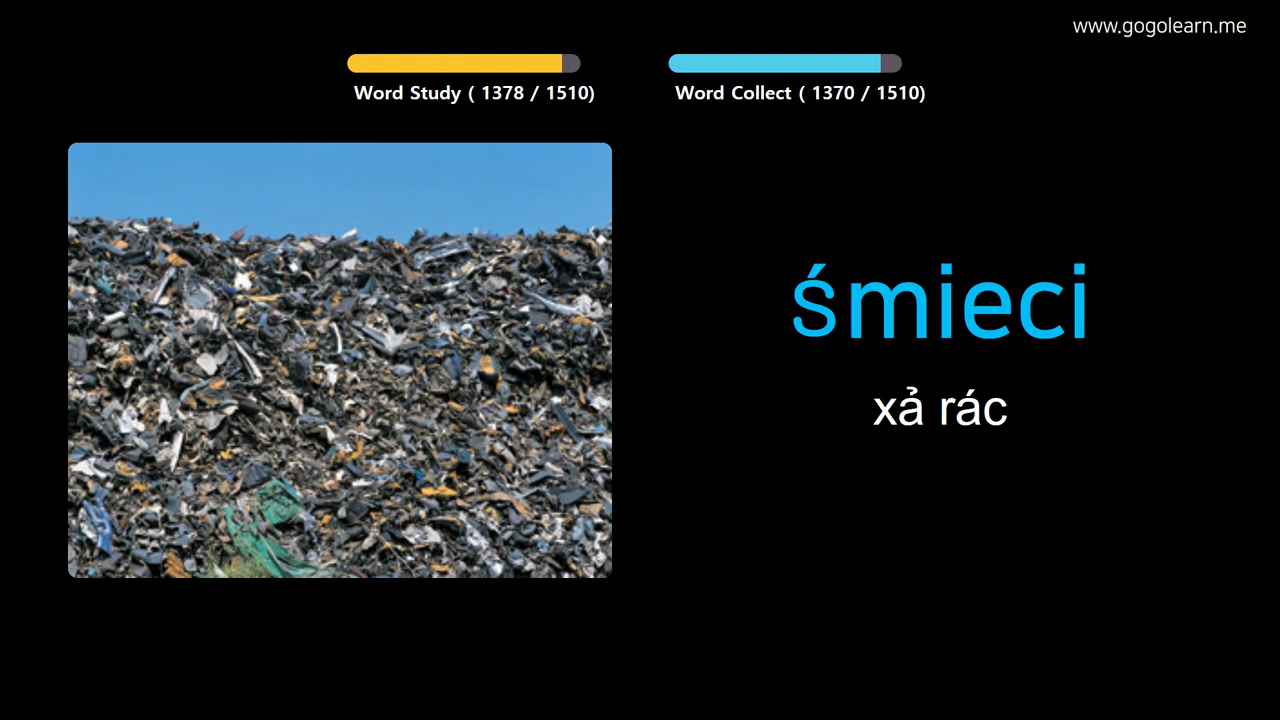 www.gogolearn.me
Word Study ( 1378 / 1510)
Word Collect ( 1370 / 1510)
śmieci
xả rác